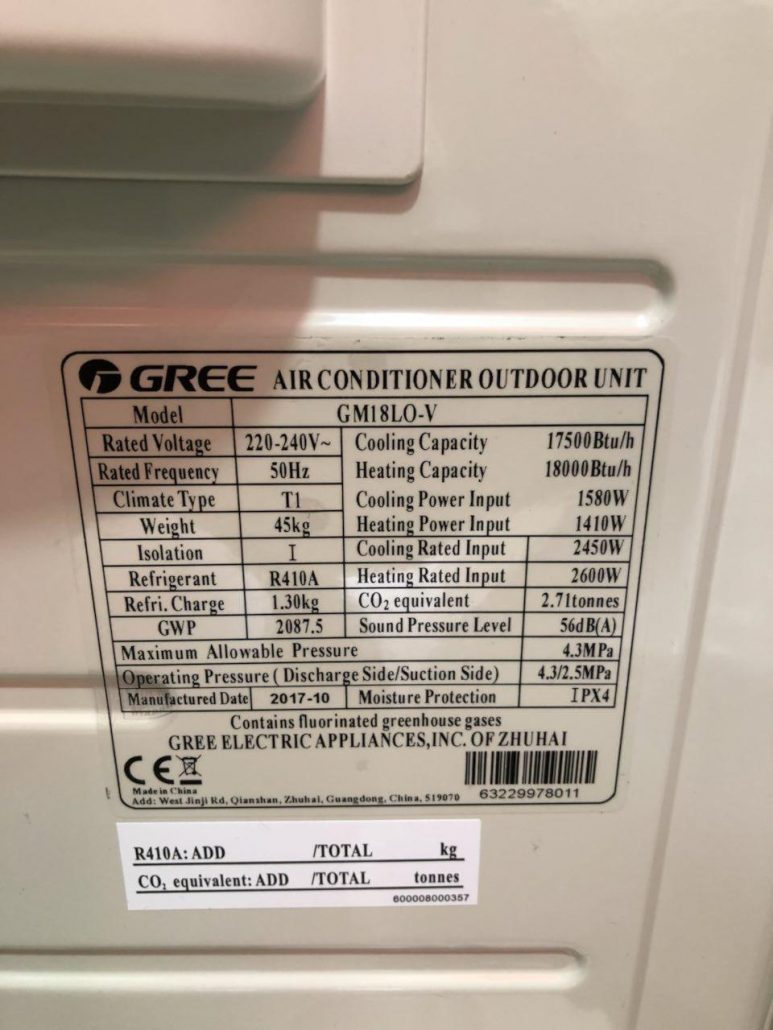 GREE AIR CONDITIONER OUTDOOR UNIT
Model GM18LO-V
Rated Voltage 220-240V~ Cooling Capacity 17500Btu/h
Rated Frequency 50Hz Heating Capacity 18000Btu/h
Climate Type T1 Cooling Power Input 1580W
Weight 45kg Heating Power Input 1410W
Isolation I Cooling Rated Input 2450W
Refrigerant R410A Heating Rated Input 2600W
Refri. Charge 1.30kg CO₂ equivalent 2.71tonnes
GWP 2087.5 Sound Pressure Level 56dB(A)
Maximum Allowable Pressure 4.3MPa
Operating Pressure ( Discharge Side/Suction Side) 4.3/2.5MPa
Manufactured Date 2017-10 Moisture Protection IPX4
Contains fluorinated greenhouse gases
GREE ELECTRIC APPLIANCES,INC. OF ZHUHAI
CE
Made in China
Add: West Jinji Rd, Qianshan, Zhuhai, Guangdong, China, 519070
63229978011
R410A: ADD /TOTAL kg
CO₂ equivalent: ADD /TOTAL tonnes
600008000357